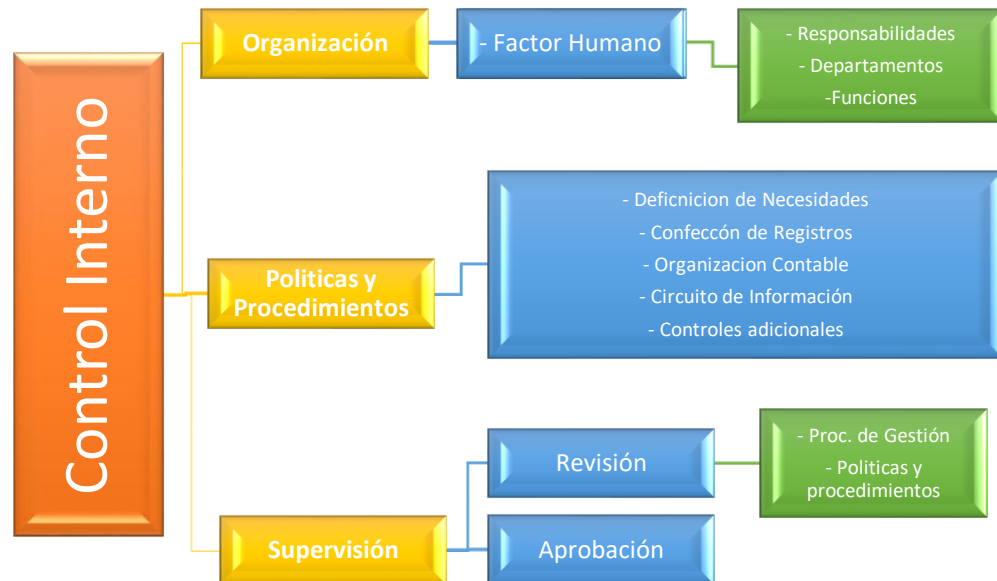 Control Interno
Organización
- Factor Humano
- Responsabilidades
- Departamentos
-Funciones
Politicas y
Procedimientos
- Deficnicion de Necesidades
- Confeccón de Registros
- Organizacion Contable
- Circuito de Información
- Controles adicionales
Supervisión
Revisión
- Proc. de Gestión
- Politicas y
procedimientos
Aprobación